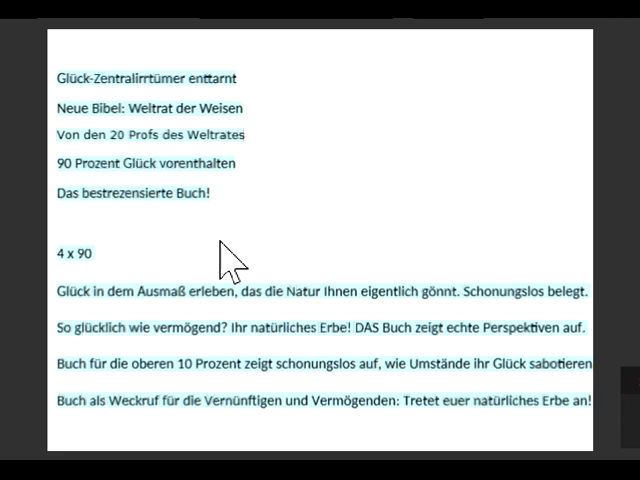 Glück-Zentralirrtümer enttarnt
Neue Bibel: Weltrat der Weisen
Von den 20 Profs des Weltrates
90 Prozent Glück vorenthalten
Das bestrezensierte Buch!
4 x 90
Glück in dem Ausmaß erleben, das die Natur Ihnen eigentlich gönnt. Schonungslos belegt.
So glücklich wie vermögend? Ihr natürliches Erbe! DAS Buch zeigt echte Perspektiven auf.
Buch für die oberen 10 Prozent zeigt schonungslos auf, wie Umstände ihr Glück sabotieren
Buch als Weckruf für die Vernünftigen und Vermögenden: Tretet euer natürliches Erbe an!